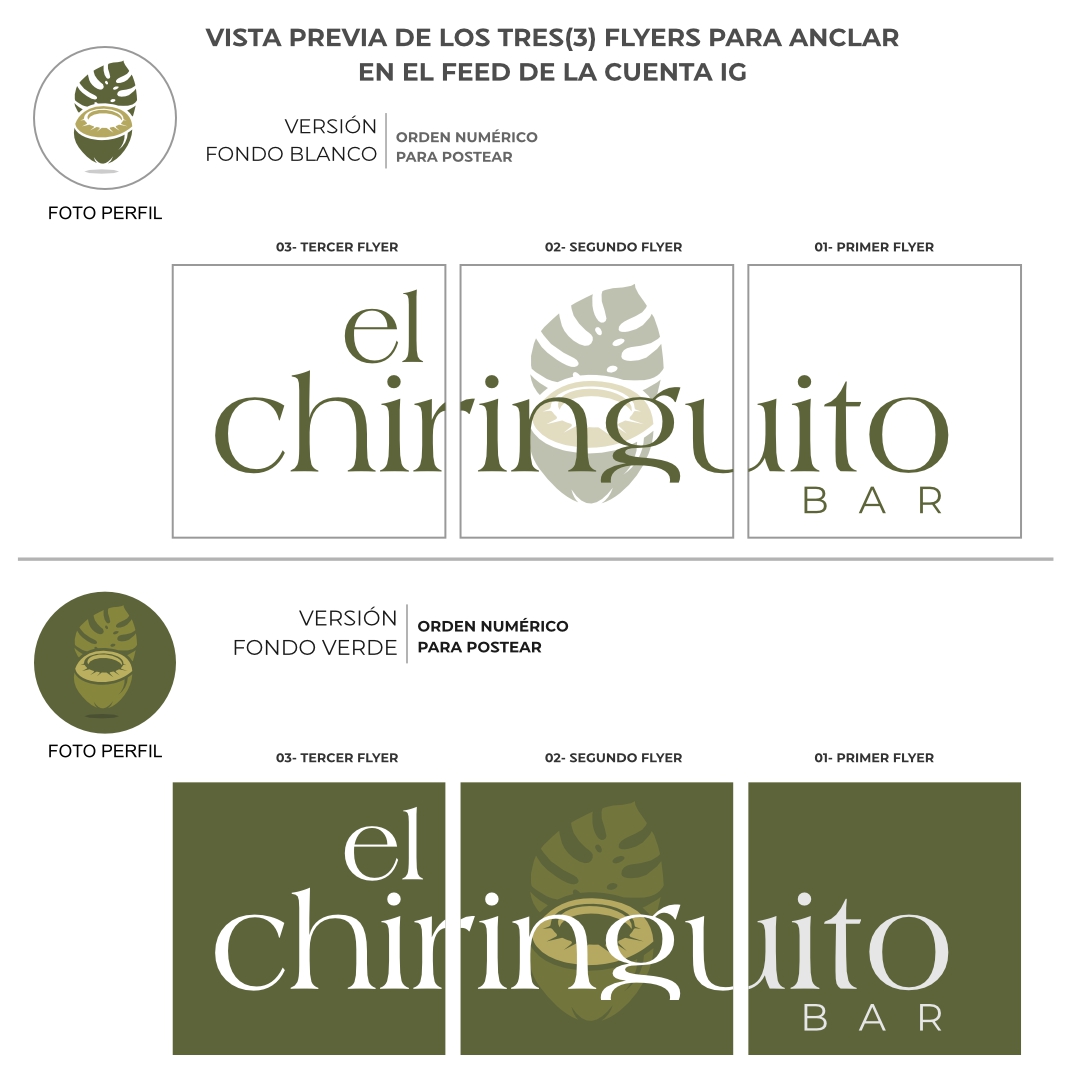 VISTA PREVIA DE LOS TRES(3) FLYERS PARA ANCLAR
EN EL FEED DE LA CUENTA IG
VERSIÓN
FONDO BLANCO
ORDEN NUMÉRICO
PARA POSTEAR
FOTO PERFIL
03- TERCER FLYER
02- SEGUNDO FLYER
01- PRIMER FLYER
el
chiringuito
BAR
VERSIÓN
FONDO VERDE
ORDEN NUMÉRICO
PARA POSTEAR
FOTO PERFIL
03- TERCER FLYER
02- SEGUNDO FLYER
01- PRIMER FLYER
el
chiringuito
BAR